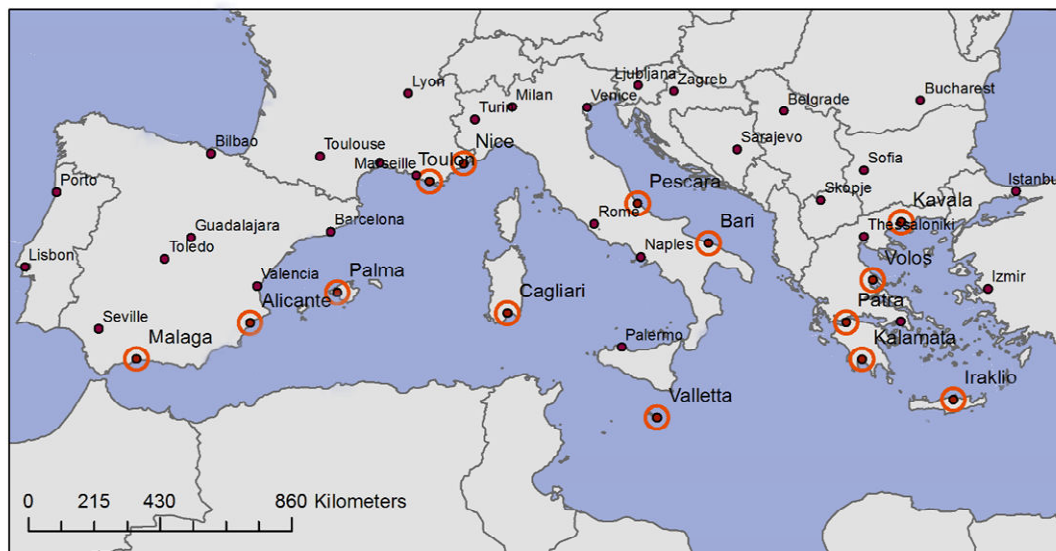 Lyon
Ljubljana
Zagreb
Turin
Milan
Venice
Bucharest
Belgrade
Bilbao
Toulouse
Nice
Sarajevo
Marseille
Toulon
Sofia
Porto
Pescara
Skopje
Istanbu
Kavala
Guadalajara
Barcelona
Rome
Bari
Thessaloniki
Toledo
Lisbon
Naples
Volos
Valencia
Palma
Izmir
Alicante
Cagliari
Patra
Seville
Malaga
Palermo
Kalamata
Iraklio
Valletta
0 215 430 860 Kilometers